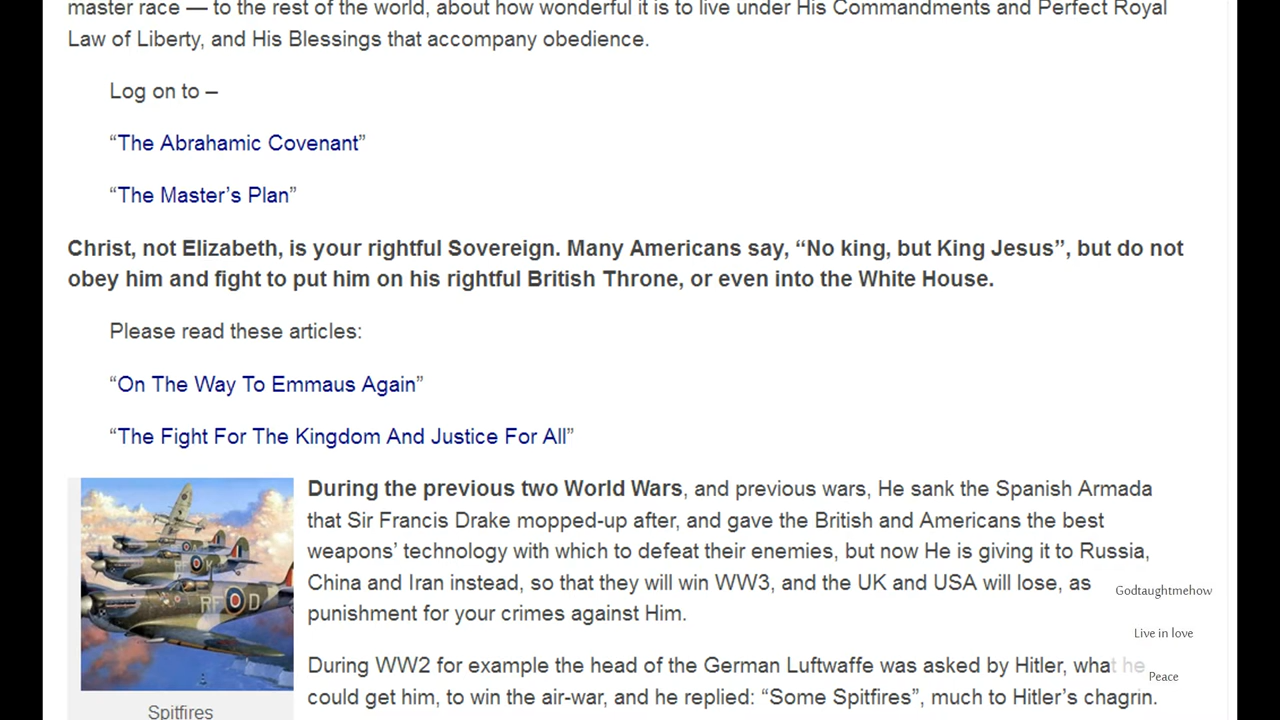 master race — to the rest of the world, about how wonderful it is to live under His Commandments and Perfect Royal
Law of Liberty, and His Blessings that accompany obedience.
Log on to –
“The Abrahamic Covenant”
“The Master’s Plan”
Christ, not Elizabeth, is your rightful Sovereign. Many Americans say, “No king, but King Jesus”, but do not
obey him and fight to put him on his rightful British Throne, or even into the White House.
Please read these articles:
“On The Way To Emmaus Again”
“The Fight For The Kingdom And Justice For All”
During the previous two World Wars, and previous wars, He sank the Spanish Armada
that Sir Francis Drake mopped-up after, and gave the British and Americans the best
weapons’ technology with which to defeat their enemies, but now He is giving it to Russia,
China and Iran instead, so that they will win WW3, and the UK and USA will lose, as
punishment for your crimes against Him.
During WW2 for example the head of the German Luftwaffe was asked by Hitler, what he
could get him, to win the air-war, and he replied: “Some Spitfires”, much to Hitler’s chagrin.
RF D
Spitfires
Godtaughtmehow
Live in love
Peace